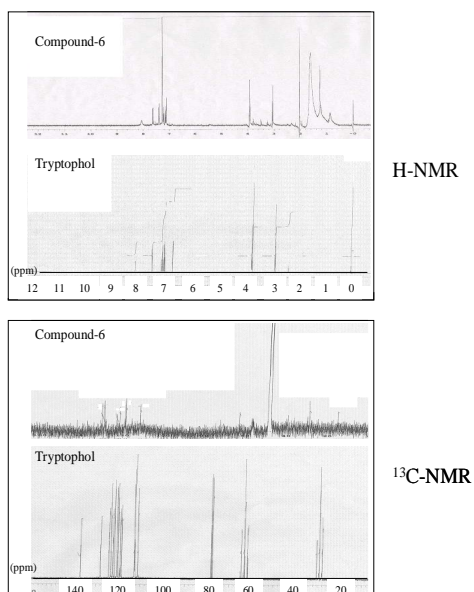 Compound-6
Tryptophol
(ppm)
12 11 10 9 8 7 6 5 4 3 2 1 0
H-NMR
Compound-6
Tryptophol
(ppm)
140 120 100 80 60 40 20
¹³C-NMR